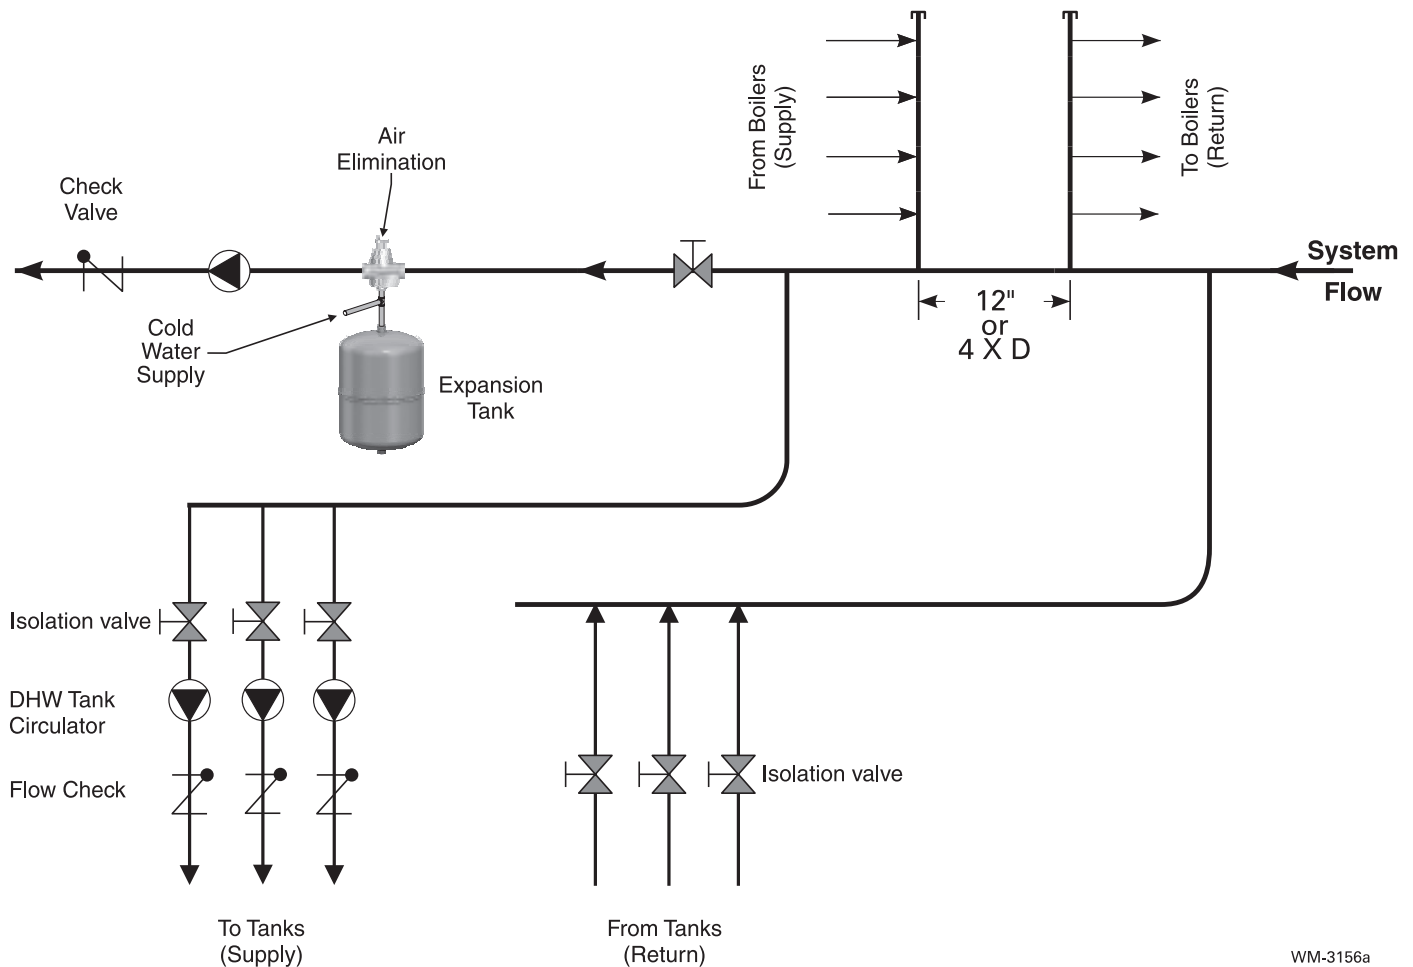 From Boilers
(Supply)
To Boilers
(Return)
Air
Elimination
Check
Valve
System
Flow
12"
or
4 X D
Cold
Water
Supply
Expansion
Tank
Isolation valve
DHW Tank
Circulator
Flow Check
Isolation valve
To Tanks
(Supply)
From Tanks
(Return)
WM-3156a